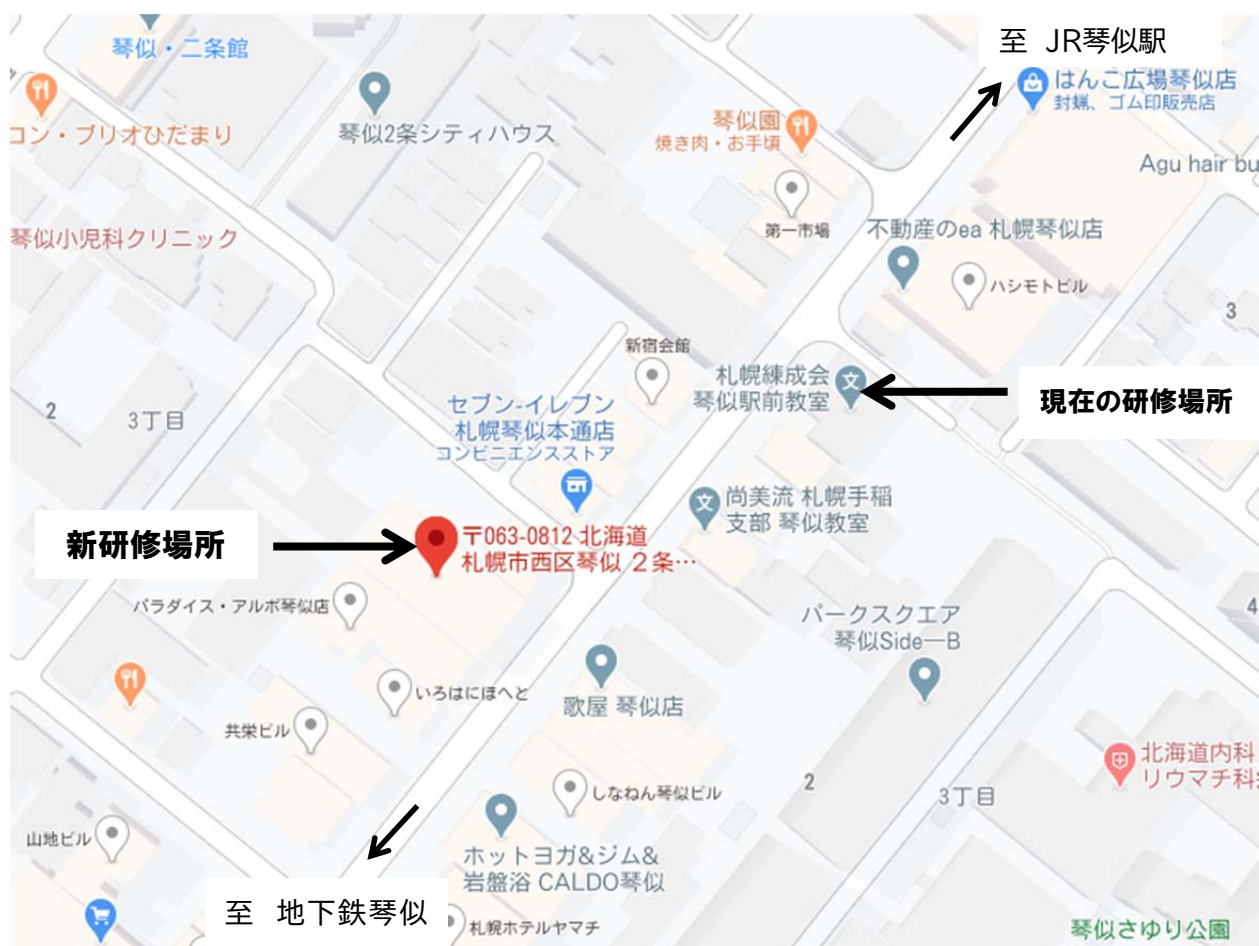 至 JR琴似駅
琴似・二条館
はんこ広場琴似店
封蝋、ゴム印販売店
コン・ブリオひだまり
琴似2条シティハウス
琴似園
焼き肉・お手頃
Agu hair bu
琴似小児科クリニック
第一市場
不動産のea 札幌琴似店
ハシモトビル
3
新宿会館
札幌練成会
琴似駅前教室
現在の研修場所
2
3丁目
セブン-イレブン
札幌琴似本通店
コンビニエンスストア
尚美流 札幌手稲
支部 琴似教室
新研修場所
〒063-0812 北海道
札幌市西区琴似 2条…
パラダイス・アルボ琴似店
パークスクエア
琴似Side―B
4
いろはにほへと
歌屋 琴似店
共栄ビル
北海道内科
リウマチ科
しなねん琴似ビル
2
3丁目
山地ビル
ホットヨガ&ジム&
岩盤浴 CALDO琴似
至 地下鉄琴似
札幌ホテルヤマチ
琴似さゆり公園